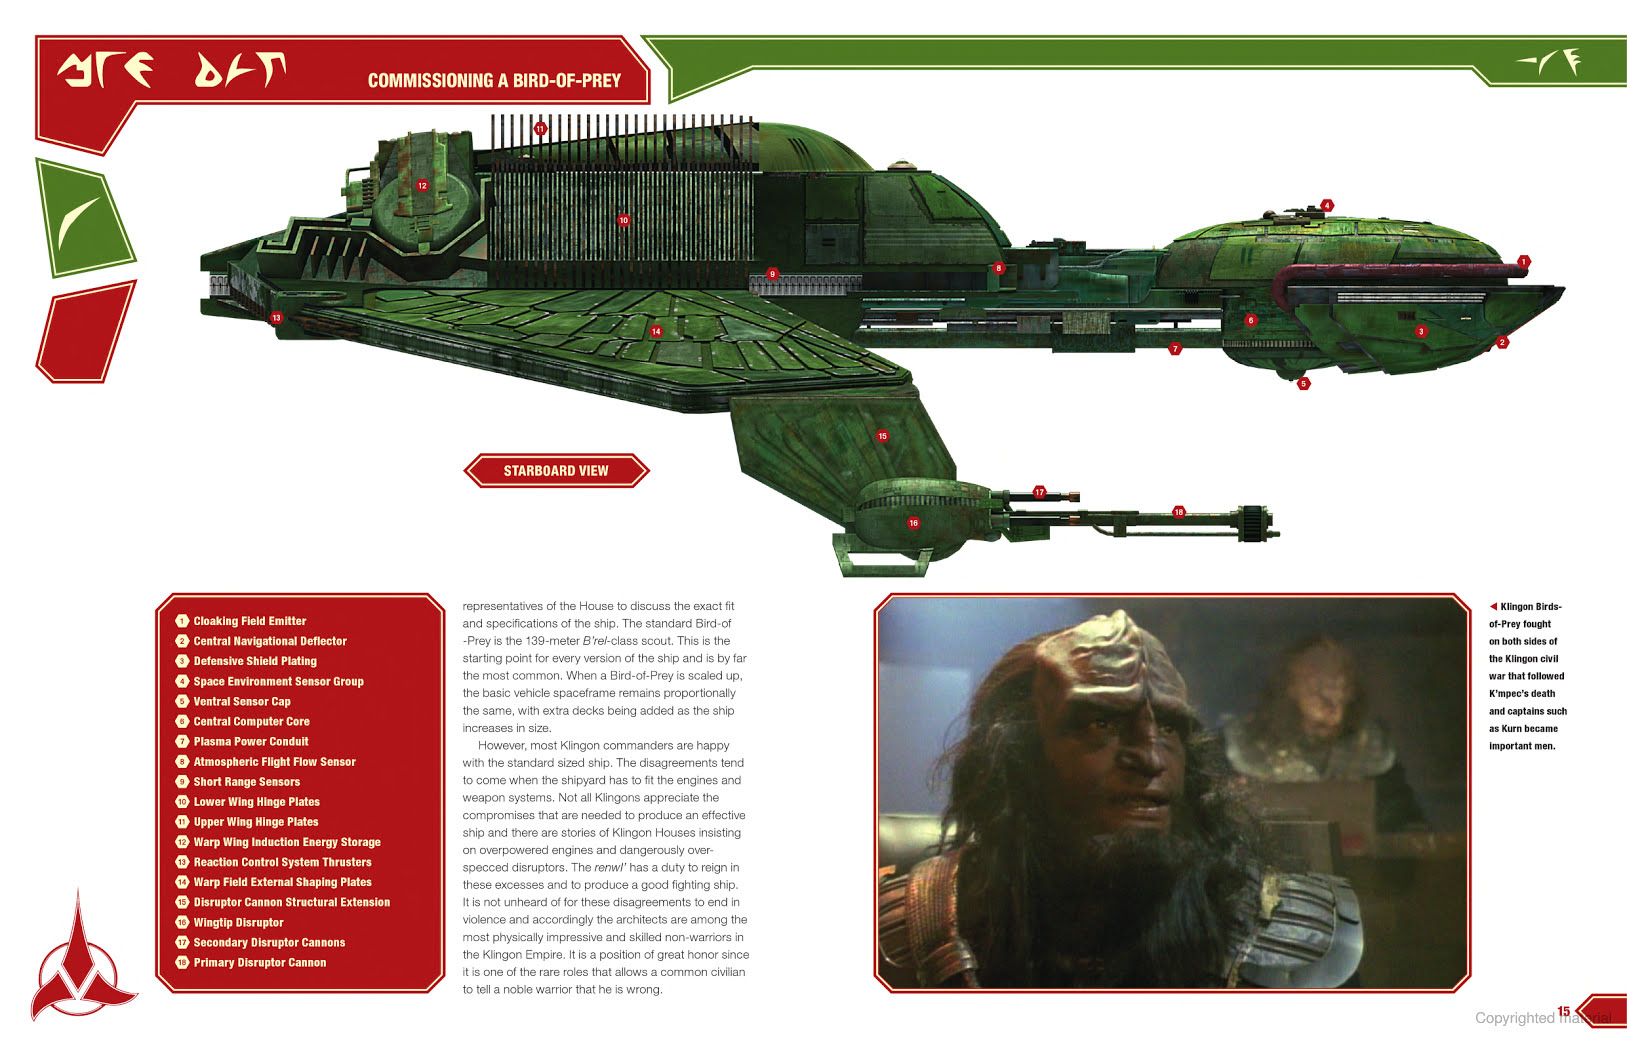 COMMISSIONING A BIRD-OF-PREY
11
12
10
4
1
9
8
13
14
6
3
7
2
5
15
STARBOARD VIEW
17
18
16
1 Cloaking Field Emitter
2 Central Navigational Deflector
3 Defensive Shield Plating
4 Space Environment Sensor Group
5 Ventral Sensor Cap
6 Central Computer Core
7 Plasma Power Conduit
8 Atmospheric Flight Flow Sensor
9 Short Range Sensors
10 Lower Wing Hinge Plates
11 Upper Wing Hinge Plates
12 Warp Wing Induction Energy Storage
13 Reaction Control System Thrusters
14 Warp Field External Shaping Plates
15 Disruptor Cannon Structural Extension
16 Wingtip Disruptor
17 Secondary Disruptor Cannons
18 Primary Disruptor Cannon
representatives of the House to discuss the exact fit
and specifications of the ship. The standard Bird-of
-Prey is the 139-meter B'rel-class scout. This is the
starting point for every version of the ship and is by far
the most common. When a Bird-of-Prey is scaled up,
the basic vehicle spaceframe remains proportionally
the same, with extra decks being added as the ship
increases in size.
However, most Klingon commanders are happy
with the standard sized ship. The disagreements tend
to come when the shipyard has to fit the engines and
weapon systems. Not all Klingons appreciate the
compromises that are needed to produce an effective
ship and there are stories of Klingon Houses insisting
on overpowered engines and dangerously over-
specced disruptors. The renwI' has a duty to reign in
these excesses and to produce a good fighting ship.
It is not unheard of for these disagreements to end in
violence and accordingly the architects are among the
most physically impressive and skilled non-warriors in
the Klingon Empire. It is a position of great honor since
it is one of the rare roles that allows a common civilian
to tell a noble warrior that he is wrong.
Klingon Birds-
of-Prey fought
on both sides of
the Klingon civil
war that followed
K'mpec's death
and captains such
as Kurn became
important men.
15
Copyrighted material